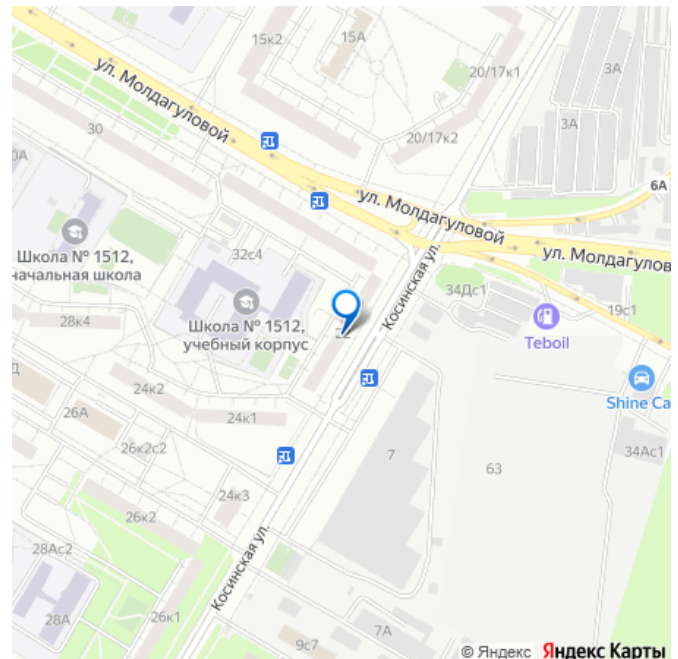 15к2
15А
20/17к1
3А
ул. Молдагуловой
30
20/17к2
3А
6А
ул. Молдагуловой
ул. Молдагулов
Школа № 1512,
начальная школа
32с4
Косинская ул.
34Дс1
19с1
Школа № 1512,
учебный корпус
28к4
22
Teboil
Shine Ca
24к2
26А
24к1
26к2с2
7
63
34Ас1
24к3
26к2
28Ас2
Косинская ул.
28А
26к1
9с7
7А
© Яндекс Яндекс Карты